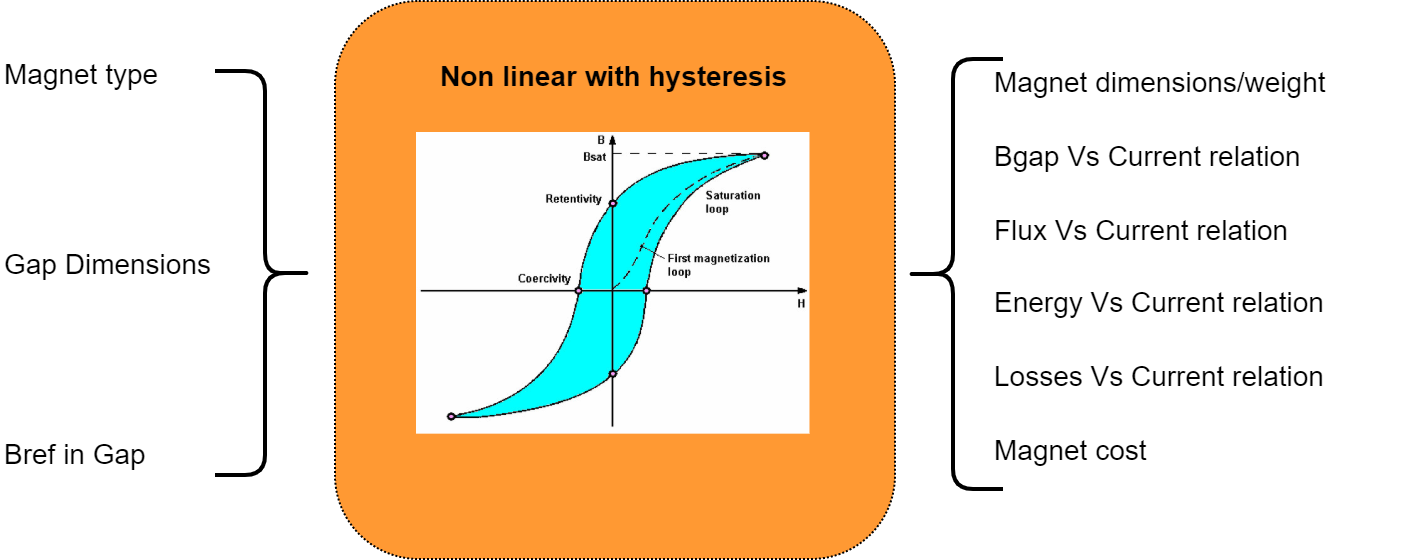 Magnet type
Gap Dimensions
Bref in Gap
Non linear with hysteresis
B
Bsat
Retentivity
Saturation
loop
First magnetization
loop
Coercivity
H
Magnet dimensions/weight
Bgap Vs Current relation
Flux Vs Current relation
Energy Vs Current relation
Losses Vs Current relation
Magnet cost